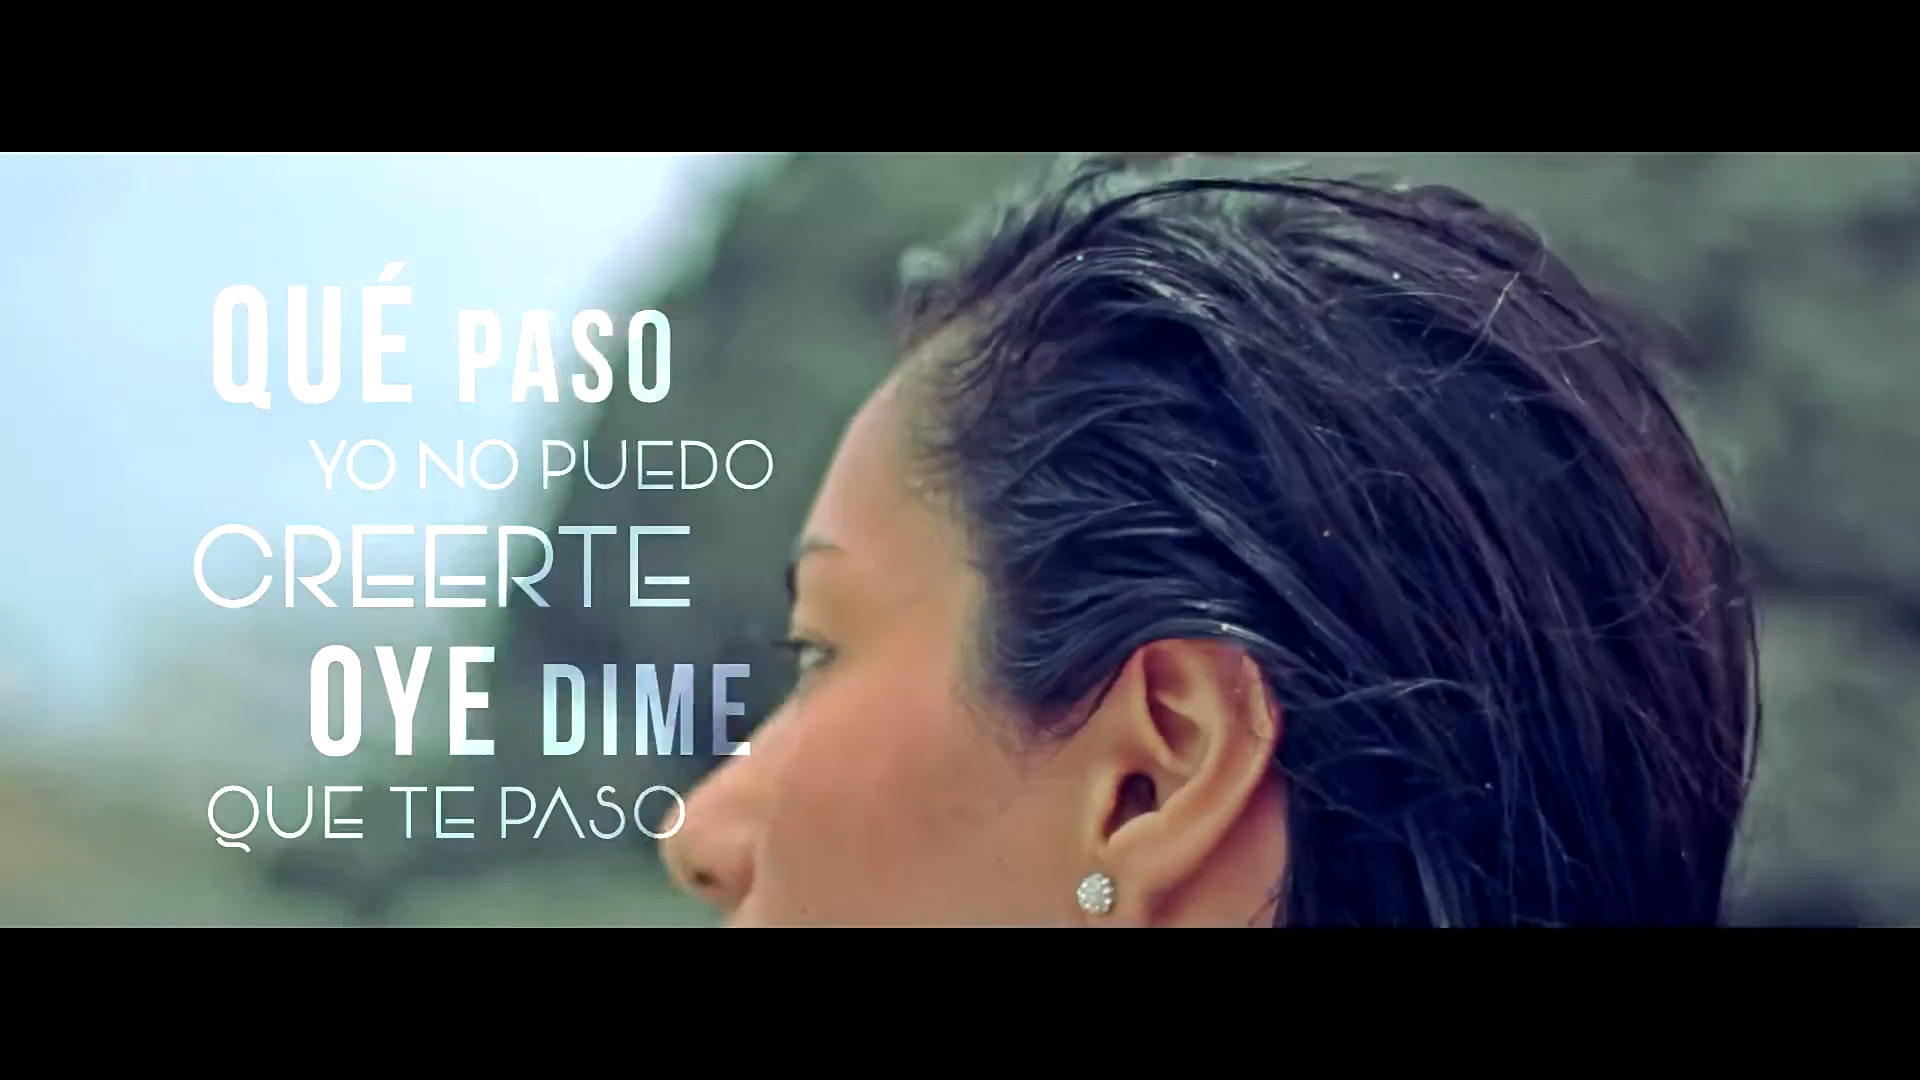 QUÉ PASO
YO NO PUEDO
CREERTE
OYE DIME
QUE TE PASO